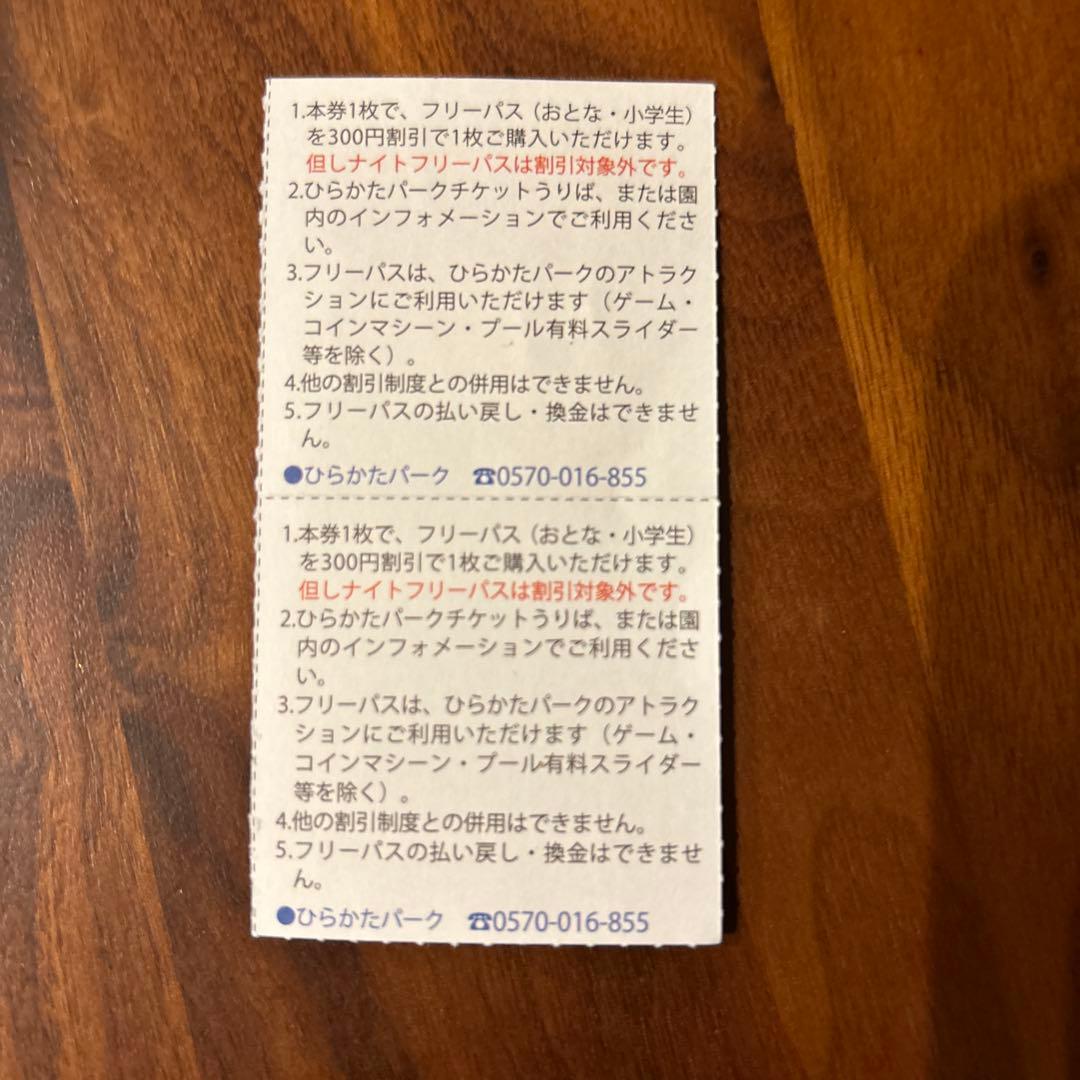 1.本券1枚で、フリーパス（おとな・小学生）
を300円割引で1枚ご購入いただけます。
但しナイトフリーパスは割引対象外です。
2.ひらかたパークチケットうりば、または園
内のインフォメーションでご利用くださ
い。
3.フリーパスは、ひらかたパークのアトラク
ションにご利用いただけます（ゲーム・
コインマシーン・プール有料スライダー
等を除く）。
4.他の割引制度との併用はできません。
5.フリーパスの払い戻し・換金はできませ
ん。
●ひらかたパーク ☎0570-016-855
1.本券1枚で、フリーパス（おとな・小学生）
を300円割引で1枚ご購入いただけます。
但しナイトフリーパスは割引対象外です。
2.ひらかたパークチケットうりば、または園
内のインフォメーションでご利用くださ
い。
3.フリーパスは、ひらかたパークのアトラク
ションにご利用いただけます（ゲーム・
コインマシーン・プール有料スライダー
等を除く）。
4.他の割引制度との併用はできません。
5.フリーパスの払い戻し・換金はできませ
ん。
●ひらかたパーク ☎0570-016-855